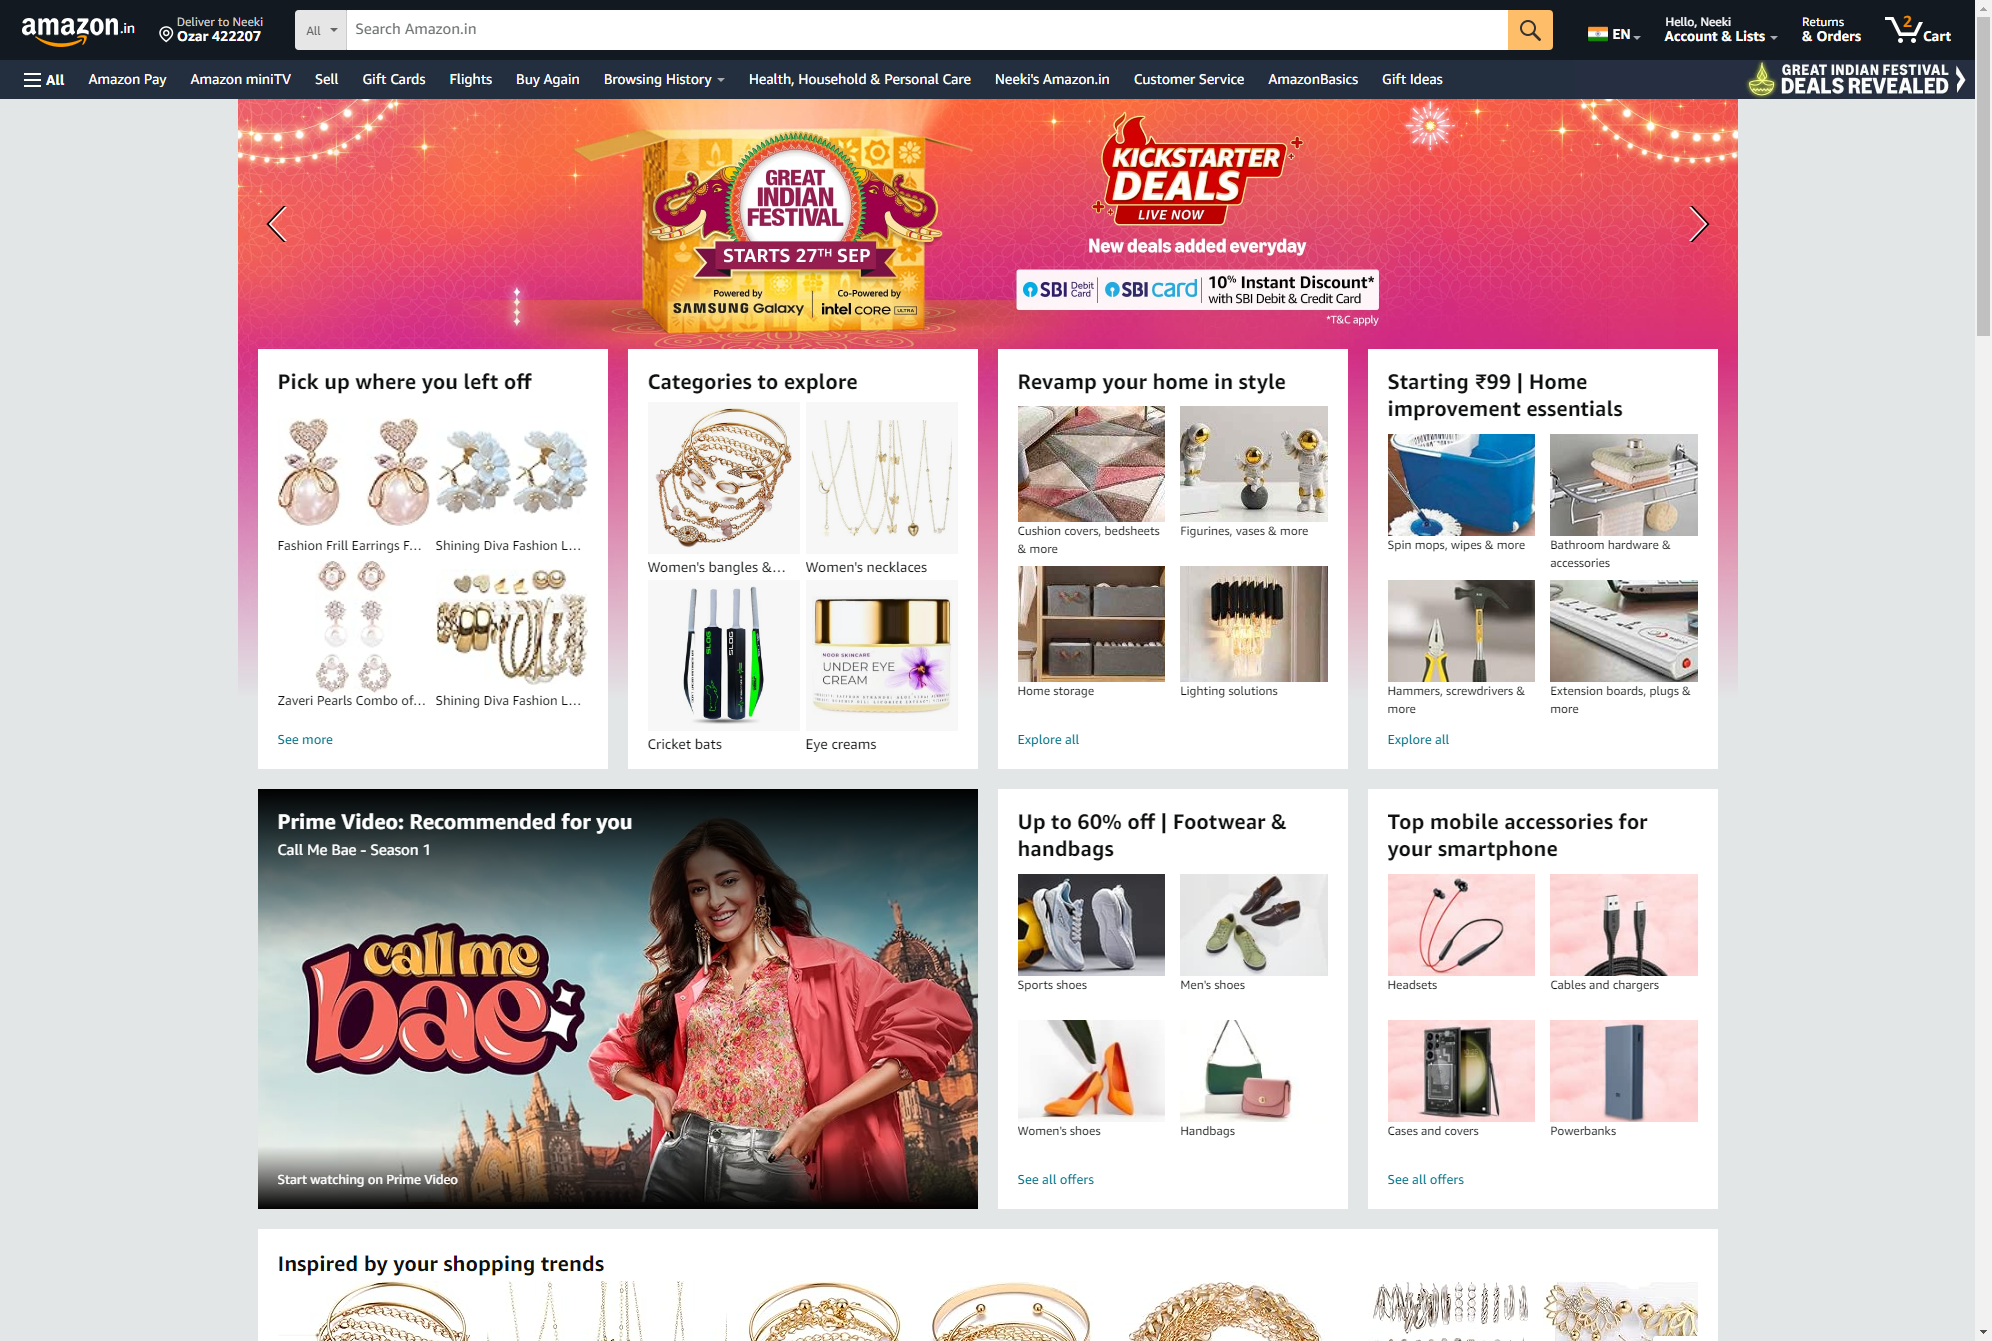 amazon.in
Deliver to Neeki
Ozar 422207
All
Search Amazon.in
EN
Hello, Neeki
Account & Lists
Returns
& Orders
2
Cart
All
Amazon Pay
Amazon miniTV
Sell
Gift Cards
Flights
Buy Again
Browsing History
Health, Household & Personal Care
Neeki's Amazon.in
Customer Service
AmazonBasics
Gift Ideas
GREAT INDIAN FESTIVAL
DEALS REVEALED
GREAT
INDIAN
FESTIVAL
STARTS 27TH SEP
Powered by
SAMSUNG Galaxy
Co-Powered by
intel CORE ULTRA
KICKSTARTER
DEALS
LIVE NOW
New deals added everyday
SBI Debit Card
SBI card
10% Instant Discount*
with SBI Debit & Credit Card
*T&C apply
Pick up where you left off
Fashion Frill Earrings F...
Shining Diva Fashion L...
Zaveri Pearls Combo of...
Shining Diva Fashion L...
See more
Categories to explore
Women's bangles &...
Women's necklaces
SLOG
SLOG
NOOR SKINCARE
UNDER EYE
CREAM
Cricket bats
Eye creams
Revamp your home in style
Cushion covers, bedsheets
& more
Figurines, vases & more
Home storage
Lighting solutions
Explore all
Starting ₹99 | Home
improvement essentials
Spin mops, wipes & more
Bathroom hardware &
accessories
Hammers, screwdrivers &
more
Extension boards, plugs &
more
Explore all
Prime Video: Recommended for you
Call Me Bae - Season 1
call me
bae
Start watching on Prime Video
Up to 60% off | Footwear &
handbags
Sports shoes
Men's shoes
Women's shoes
Handbags
See all offers
Top mobile accessories for
your smartphone
Headsets
Cables and chargers
Cases and covers
Powerbanks
See all offers
Inspired by your shopping trends